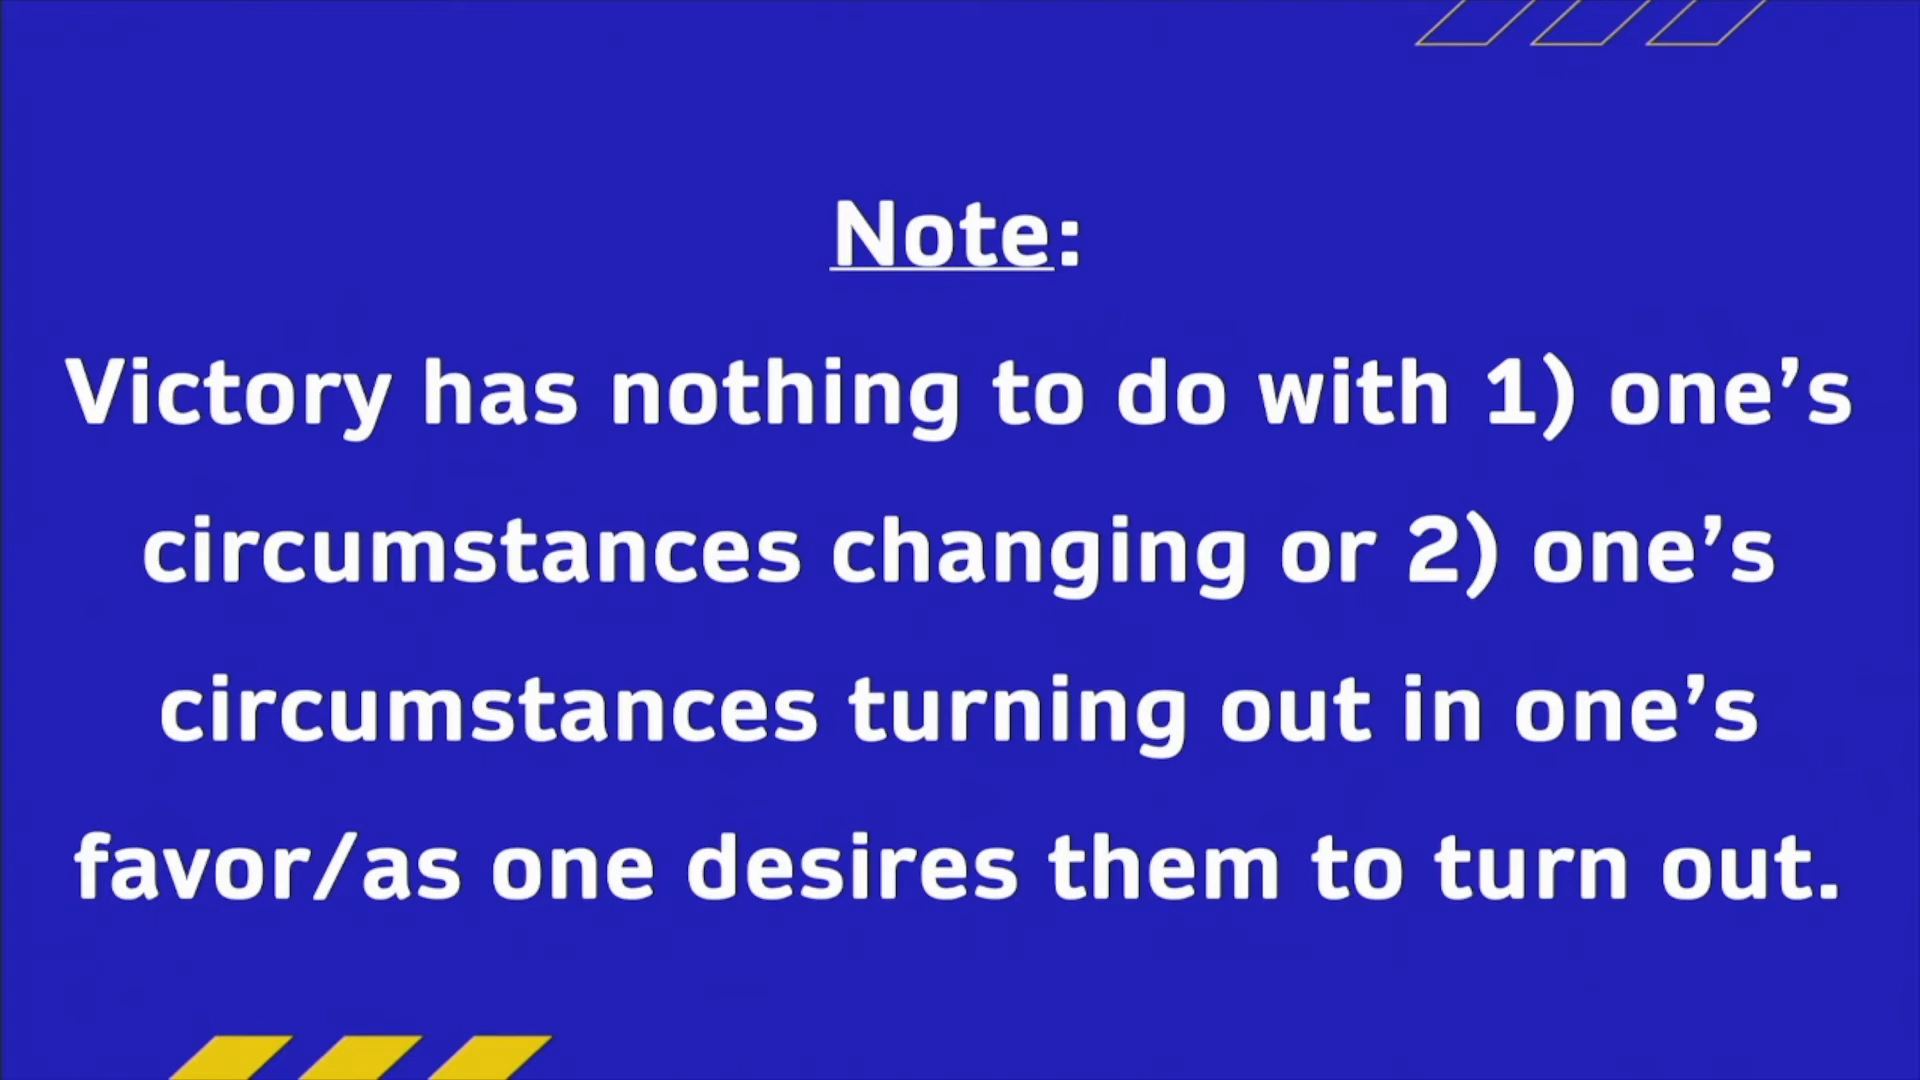 Note:
Victory has nothing to do with 1) one’s
circumstances changing or 2) one’s
circumstances turning out in one’s
favor/as one desires them to turn out.